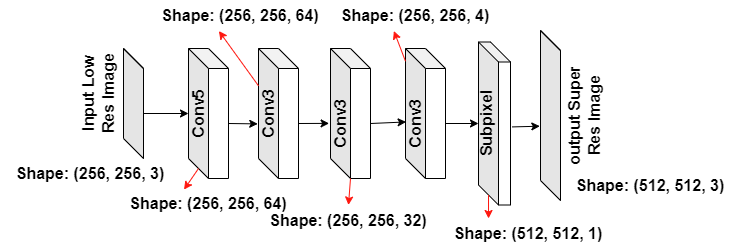 Shape: (256, 256, 64)
Shape: (256, 256, 4)
Input Low
Res Image
Conv5
Conv3
Conv3
Conv3
Subpixel
output Super
Res Image
Shape: (256, 256, 3)
Shape: (256, 256, 64)
Shape: (256, 256, 32)
Shape: (512, 512, 1)
Shape: (512, 512, 3)